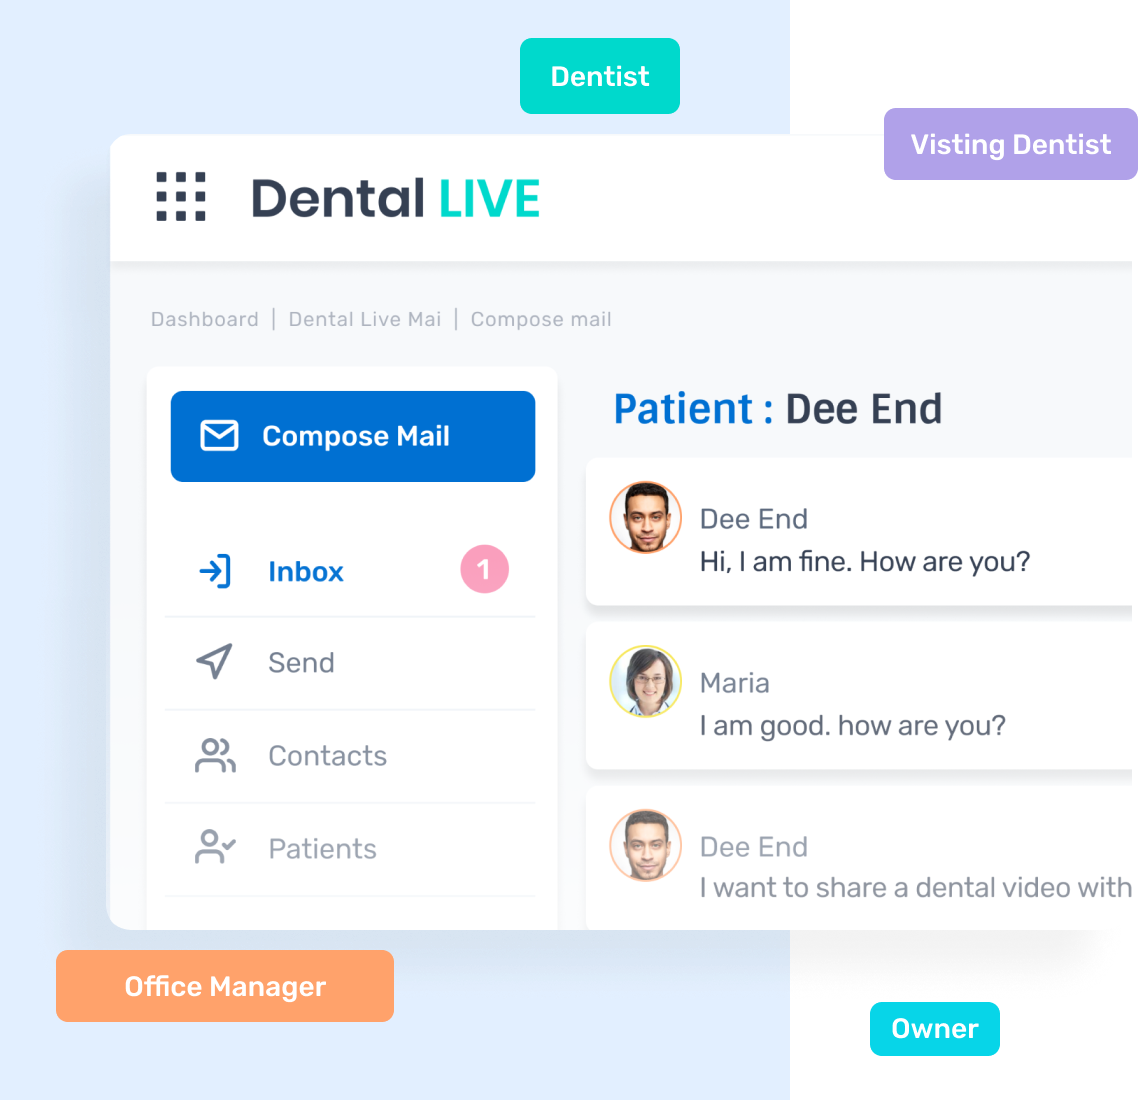 Dentist
Visting Dentist
Dental LIVE
Dashboard | Dental Live Mai | Compose mail
Compose Mail
Inbox 1
Send
Contacts
Patients
Patient : Dee End
Dee End
Hi, I am fine. How are you?
Maria
I am good. how are you?
Dee End
I want to share a dental video with
Office Manager
Owner